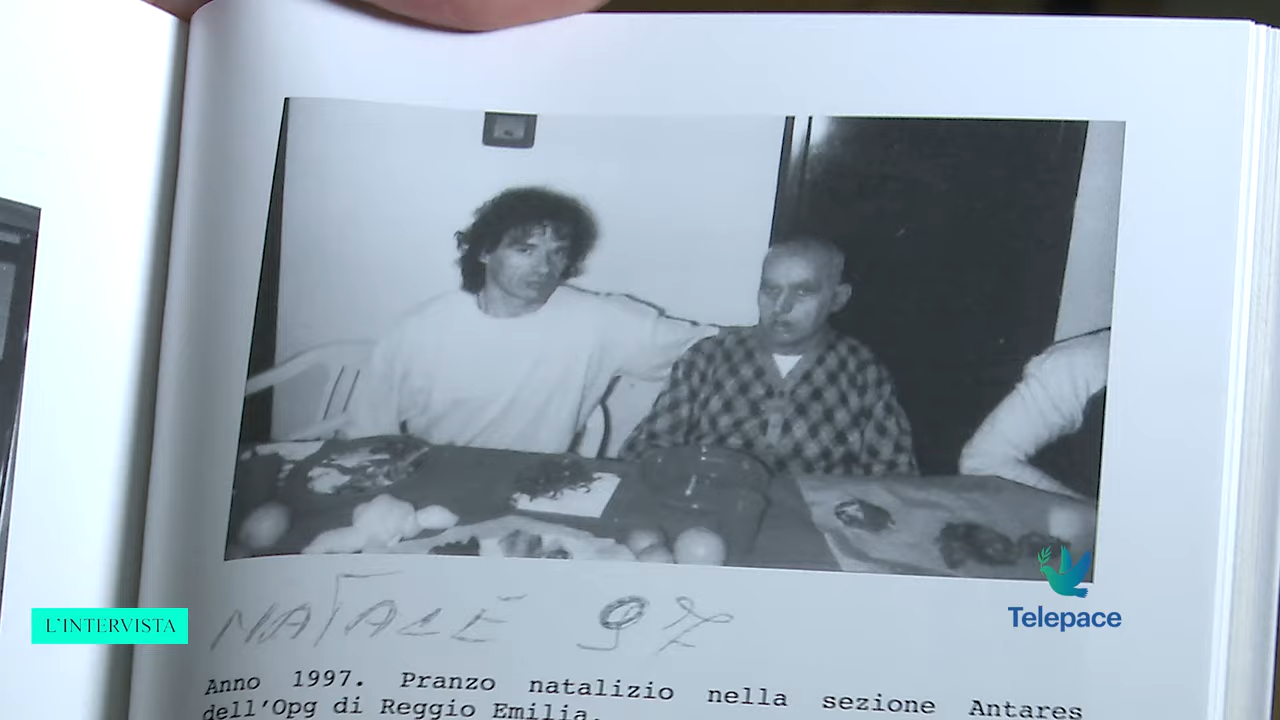 NATALE 97
Anno 1997. Pranzo natalizio nella sezione Antares
dell'Opg di Reggio Emilia.
L'INTERVISTA
Telepace